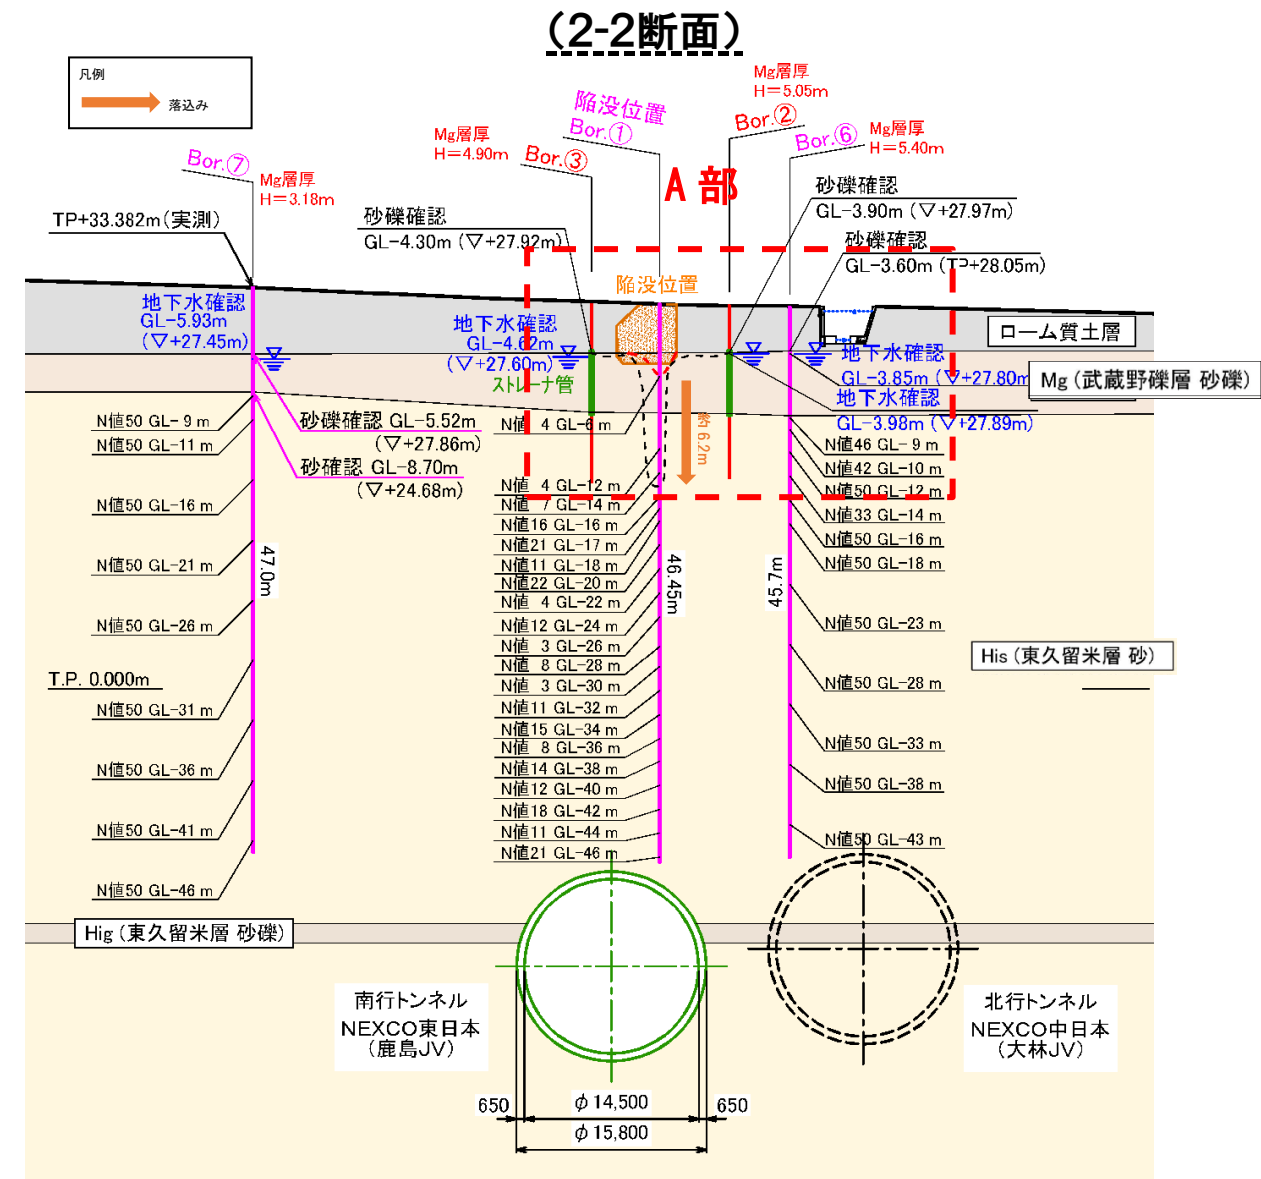 （2-2断面）
凡例
落込み
Mg層厚
H=5.05m
陥没位置
Bor.①
Bor.②
Mg層厚
H=4.90m
Bor.③
Bor.⑥
Mg層厚
H=5.40m
Bor.⑦
Mg層厚
H=3.18m
A 部
TP+33.382m(実測)
砂礫確認
GL-4.30m (▽+27.92m)
砂礫確認
GL-3.90m (▽+27.97m)
砂礫確認
GL-3.60m (TP+28.05m)
陥没位置
地下水確認
GL-5.93m
(▽+27.45m)
地下水確認
GL-4.62m
(▽+27.60m)
ストレーナ管
ローム質土層
地下水確認
GL-3.85m (▽+27.80m
Mg (武蔵野礫層 砂礫)
地下水確認
GL-3.98m (▽+27.89m)
砂礫確認 GL-5.52m
(▽+27.86m)
砂確認 GL-8.70m
(▽+24.68m)
約6.2m
N値50 GL- 9 m
N値50 GL-11 m
N値50 GL-16 m
N値50 GL-21 m
N値50 GL-26 m
T.P. 0.000m
N値50 GL-31 m
N値50 GL-36 m
N値50 GL-41 m
N値50 GL-46 m
47.0m
N値 4 GL-6 m
N値 4 GL-12 m
N値 7 GL-14 m
N値16 GL-16 m
N値21 GL-17 m
N値11 GL-18 m
N値22 GL-20 m
N値 4 GL-22 m
N値12 GL-24 m
N値 3 GL-26 m
N値 8 GL-28 m
N値 3 GL-30 m
N値11 GL-32 m
N値15 GL-34 m
N値 8 GL-36 m
N値14 GL-38 m
N値12 GL-40 m
N値18 GL-42 m
N値11 GL-44 m
N値21 GL-46 m
46.45m
45.7m
N値46 GL- 9 m
N値42 GL-10 m
N値50 GL-12 m
N値33 GL-14 m
N値50 GL-16 m
N値50 GL-18 m
N値50 GL-23 m
N値50 GL-28 m
N値50 GL-33 m
N値50 GL-38 m
N値50 GL-43 m
His (東久留米層 砂)
Hig (東久留米層 砂礫)
南行トンネル
NEXCO東日本
(鹿島JV)
北行トンネル
NEXCO中日本
(大林JV)
650
φ14,500
650
φ15,800